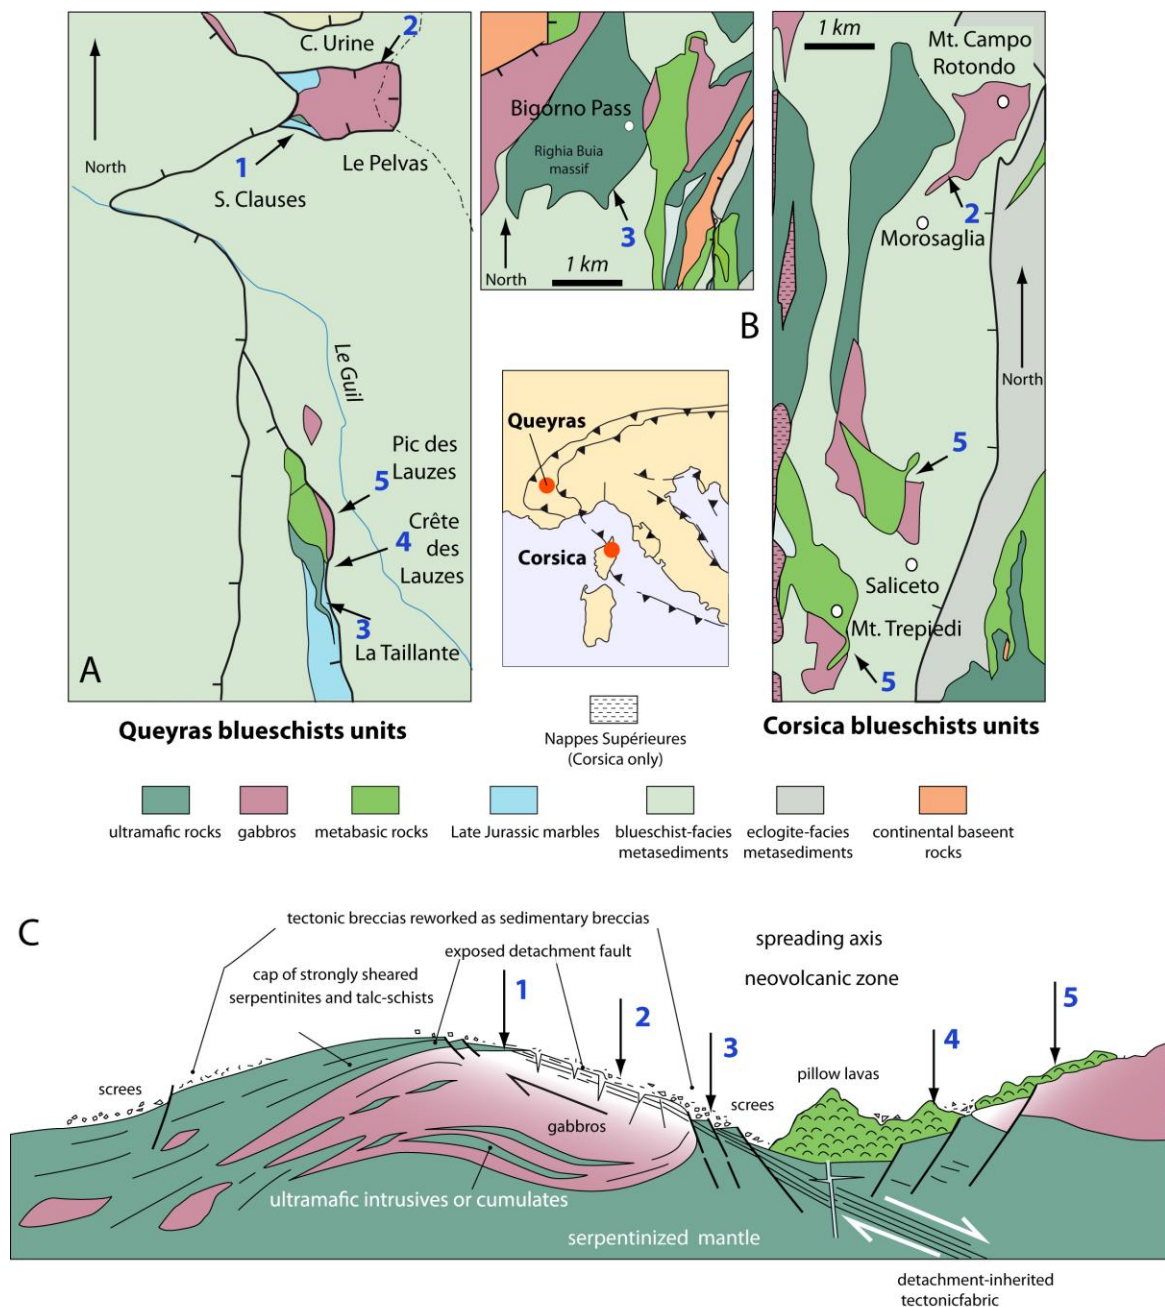 2
C. Urine
North
1
Le Pelvas
S. Clauses
Le Guil
Pic des
Lauzes
5
4
Crête
des
Lauzes
3
La Taillante
A
Queyras blueschists units
Bigorno Pass
Righia Buia
massif
3
North
1 km
B
1 km
Mt. Campo
Rotondo
2
Morosaglia
North
5
Saliceto
Mt. Trepiedi
5
Corsica blueschists units
Queyras
Corsica
Nappes Supérieures
(Corsica only)
ultramafic rocks
gabbros
metabasic rocks
Late Jurassic marbles
blueschist-facies
metasediments
eclogite-facies
metasediments
continental baseent
rocks
C
tectonic breccias reworked as sedimentary breccias
exposed detachment fault
cap of strongly sheared
serpentinites and talc-schists
spreading axis
neovolcanic zone
1
2
3
4
5
screes
screes
pillow lavas
gabbros
ultramafic intrusives or cumulates
serpentinized mantle
detachment-inherited
tectonicfabric